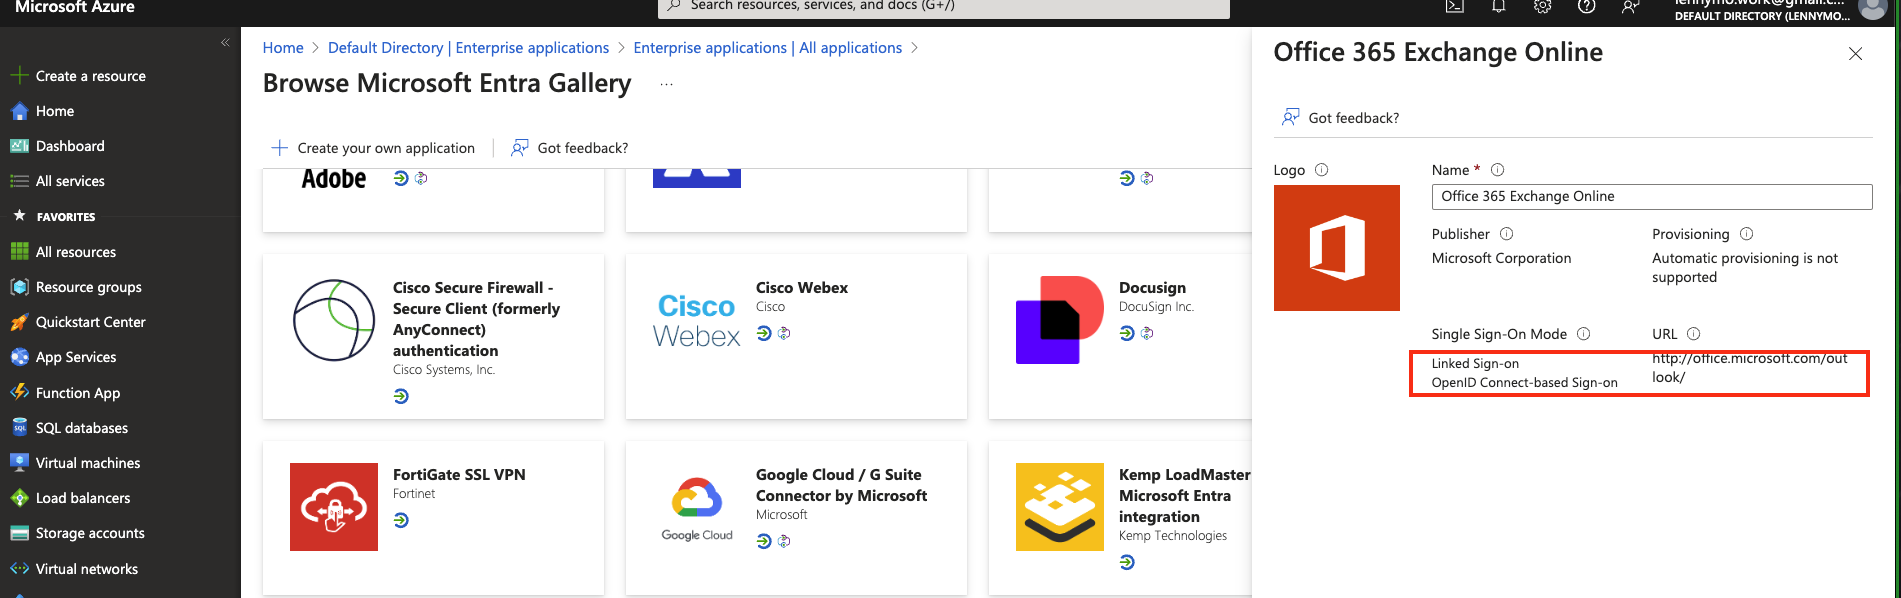 Microsoft Azure
Search resources, services, and docs (G+/)
DEFAULT DIRECTORY (LENNYMO...
«
Create a resource
Home
Dashboard
All services
FAVORITES
All resources
Resource groups
Quickstart Center
App Services
Function App
SQL databases
Virtual machines
Load balancers
Storage accounts
Virtual networks
Home > Default Directory | Enterprise applications > Enterprise applications | All applications >
Browse Microsoft Entra Gallery ...
Create your own application
Got feedback?
Adobe
Cisco Secure Firewall -
Secure Client (formerly
AnyConnect)
authentication
Cisco Systems, Inc.
Cisco
Webex
Cisco Webex
Cisco
Docusign
DocuSign Inc.
FortiGate SSL VPN
Fortinet
Google Cloud
Google Cloud / G Suite
Connector by Microsoft
Microsoft
Kemp LoadMaster
Microsoft Entra
integration
Kemp Technologies
Office 365 Exchange Online
Got feedback?
Logo
Name *
Office 365 Exchange Online
Publisher
Microsoft Corporation
Provisioning
Automatic provisioning is not
supported
Single Sign-On Mode
Linked Sign-on
OpenID Connect-based Sign-on
URL
http://office.microsoft.com/out
look/